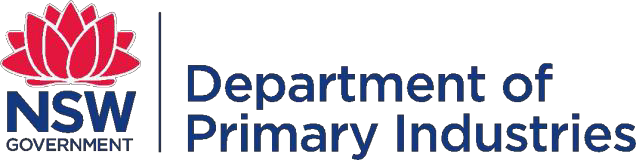 NSW
GOVERNMENT
Department of
Primary Industries